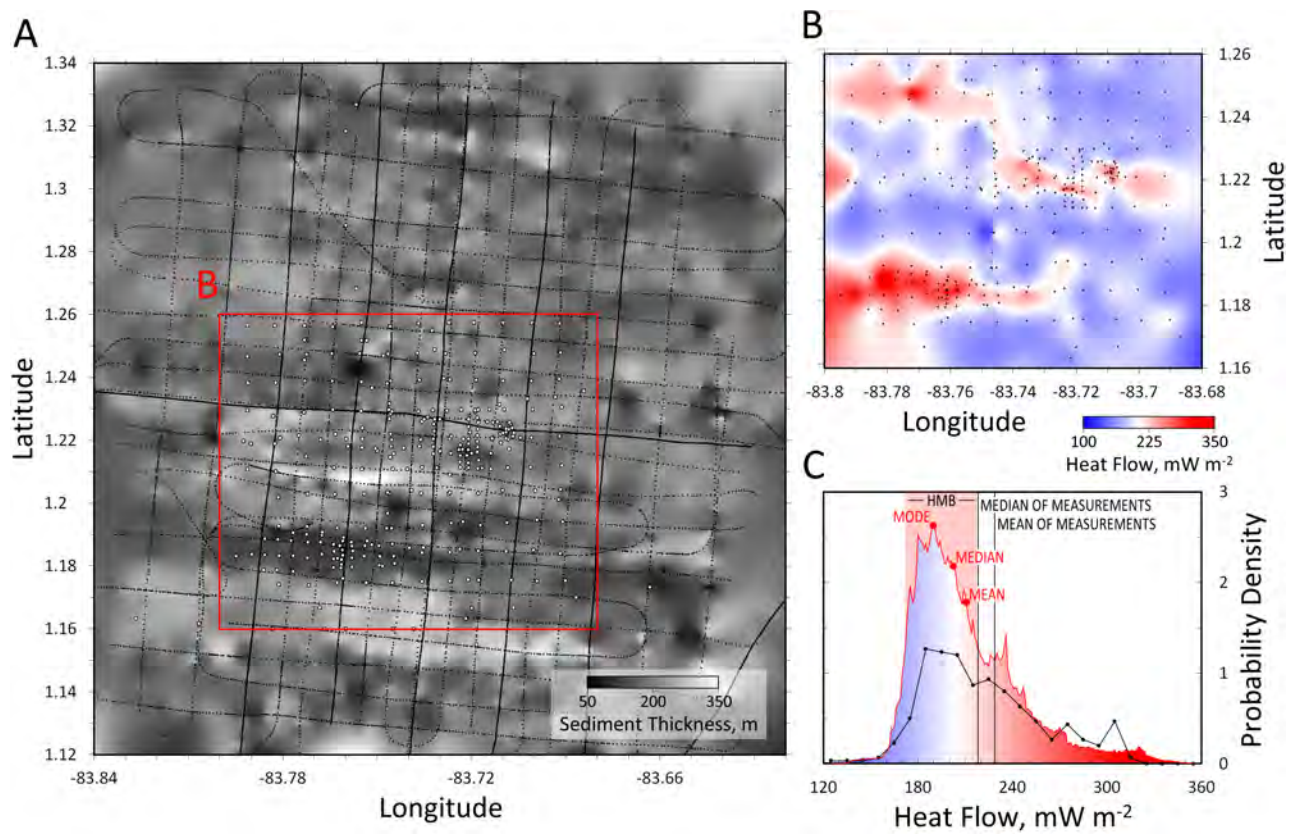 A
1.34
1.32
1.3
1.28
1.26
1.24
1.22
1.2
1.18
1.16
1.14
1.12
Latitude
B
50 200 350
Sediment Thickness, m
-83.84 -83.78 -83.72 -83.66
Longitude
B
1.26
1.24
1.22
1.2
1.18
1.16
Latitude
-83.8 -83.78 -83.76 -83.74 -83.72 -83.7 -83.68
Longitude
100 225 350
Heat Flow, mW m-2
C
HMB
MEDIAN OF MEASUREMENTS
MEAN OF MEASUREMENTS
MODE
MEDIAN
MEAN
3
2
1
0
Probability Density
120 180 240 300 360
Heat Flow, mW m-2